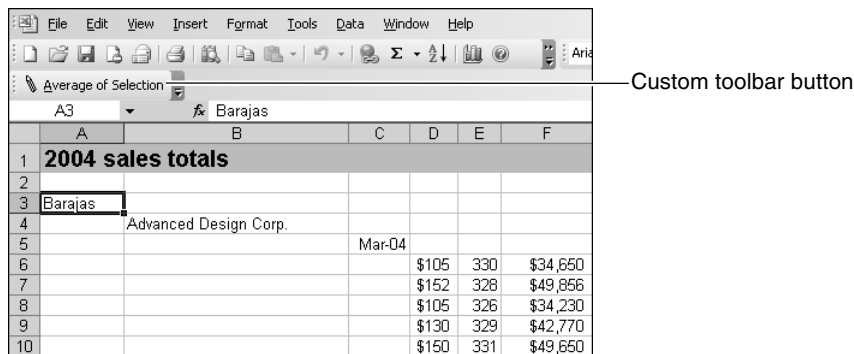 File Edit View Insert Format Tools Data Window Help
Σ Aria
Average of Selection
Custom toolbar button
A3 fx Barajas
A B C D E F
1 2004 sales totals
2
3 Barajas
4 Advanced Design Corp.
5 Mar-04
6 $105 330 $34,650
7 $152 328 $49,856
8 $105 326 $34,230
9 $130 329 $42,770
10 $150 331 $49,650